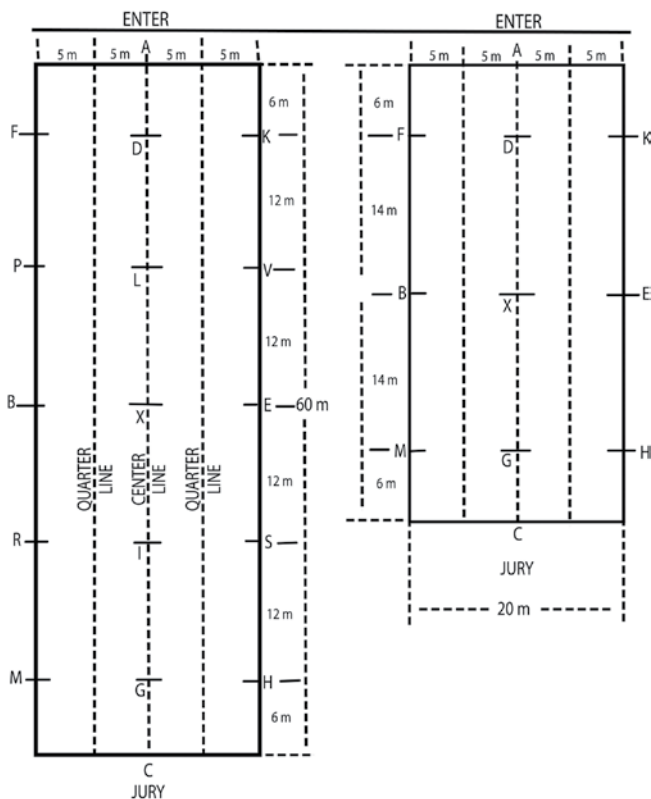 ENTER
ENTER
A
5 m 5 m 5 m 5 m
6 m
F D K
12 m
P L V
12 m
B X E 60 m
QUARTER LINE
CENTER LINE
QUARTER LINE
12 m
R I S
12 m
M G H
6 m
C
JURY
A
5 m 5 m 5 m 5 m
6 m
F D K
14 m
B X E
14 m
M G H
6 m
C
JURY
20 m